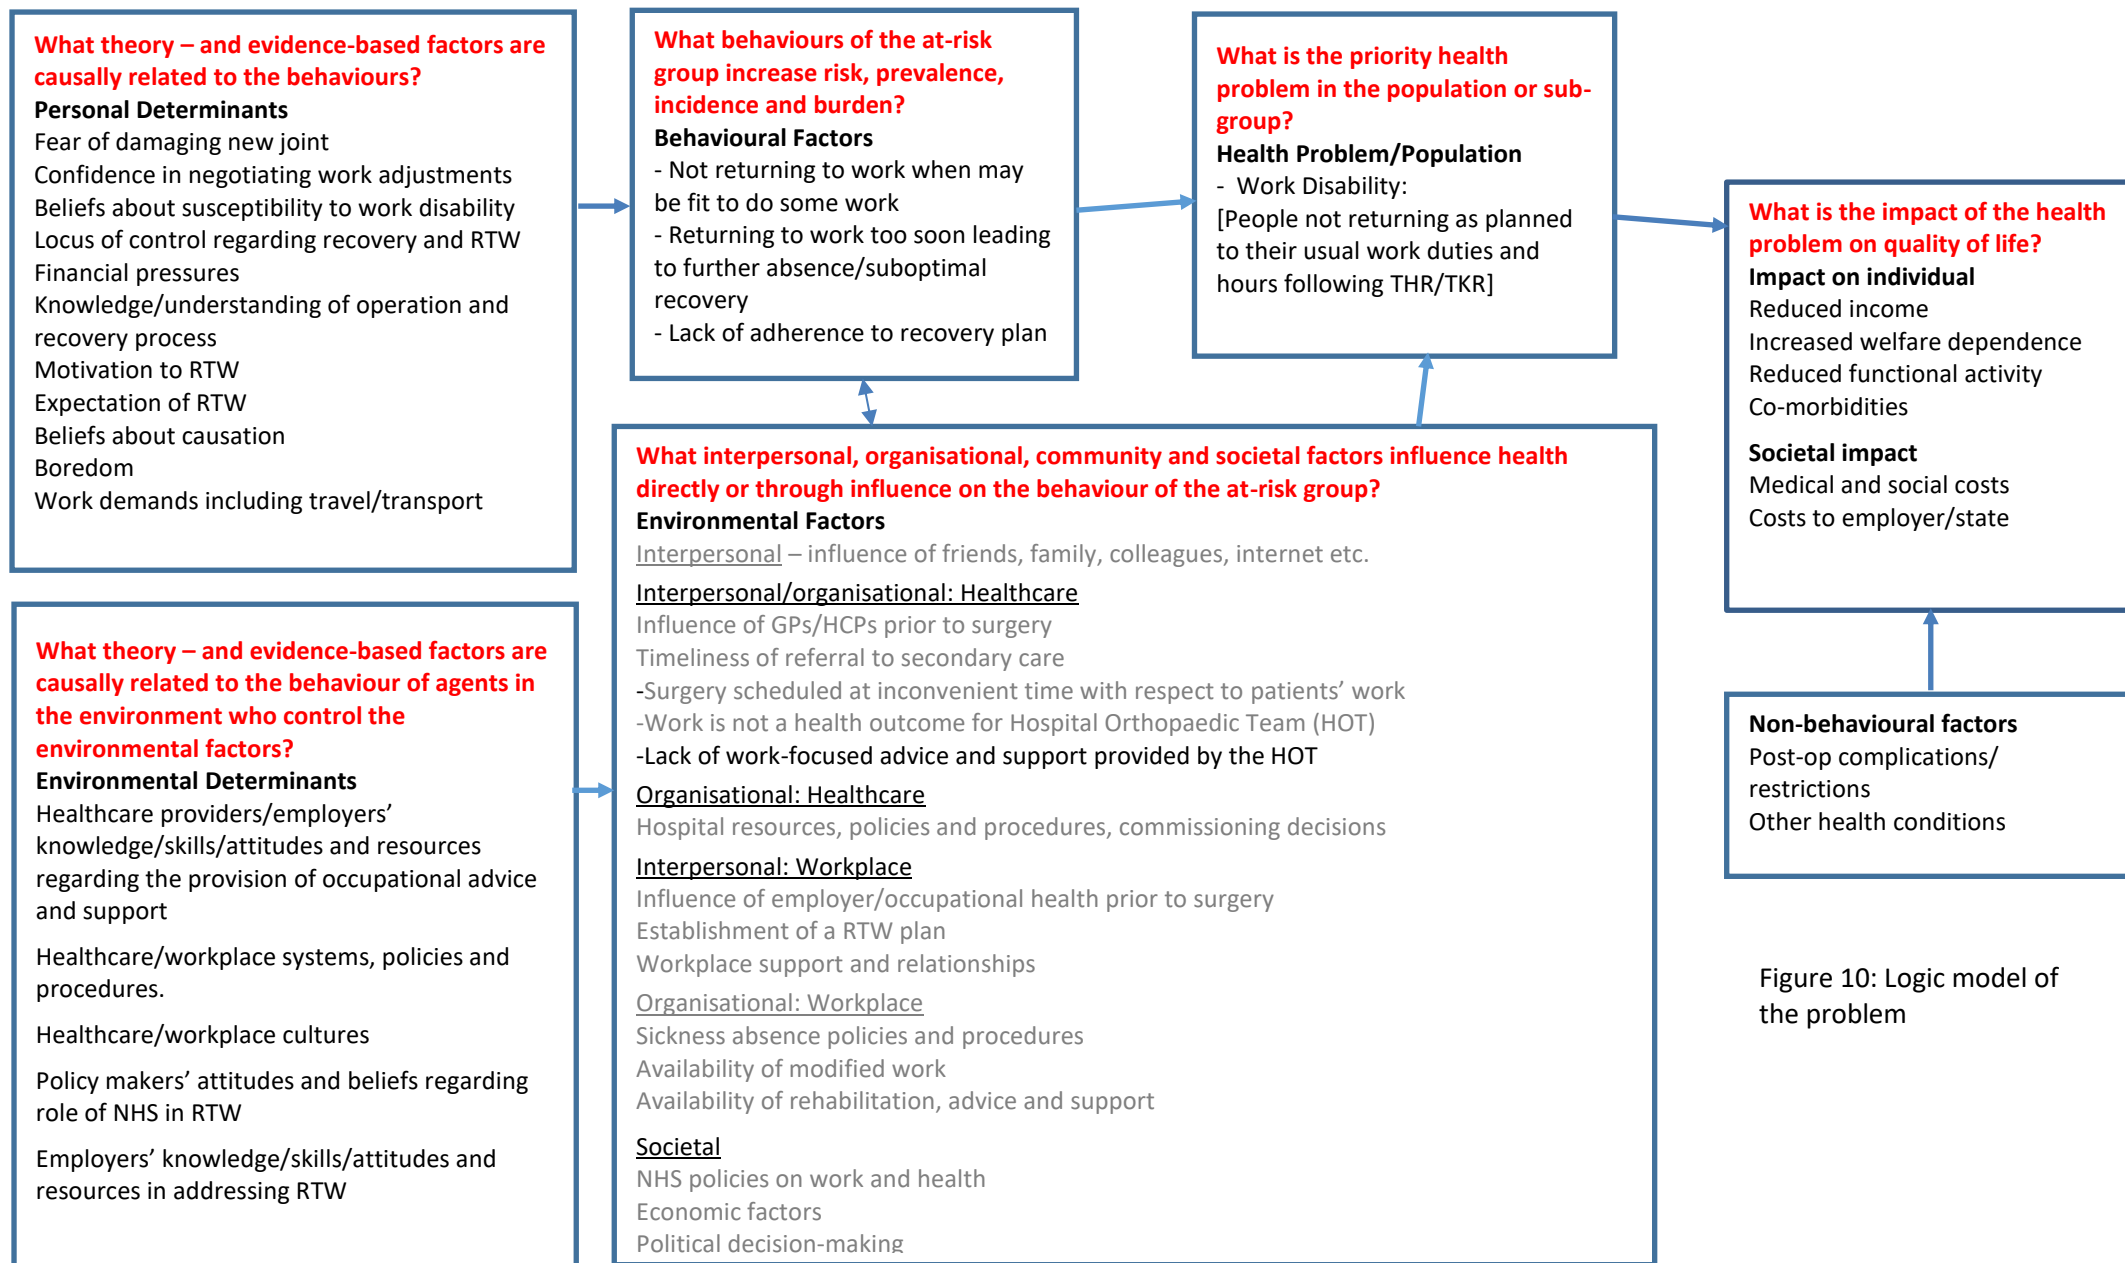 What theory – and evidence-based factors are
causally related to the behaviours?
Personal Determinants
Fear of damaging new joint
Confidence in negotiating work adjustments
Beliefs about susceptibility to work disability
Locus of control regarding recovery and RTW
Financial pressures
Knowledge/understanding of operation and
recovery process
Motivation to RTW
Expectation of RTW
Beliefs about causation
Boredom
Work demands including travel/transport
What behaviours of the at-risk
group increase risk, prevalence,
incidence and burden?
Behavioural Factors
- Not returning to work when may
be fit to do some work
- Returning to work too soon leading
to further absence/suboptimal
recovery
- Lack of adherence to recovery plan
What is the priority health
problem in the population or sub-
group?
Health Problem/Population
- Work Disability:
[People not returning as planned
to their usual work duties and
hours following THR/TKR]
What is the impact of the health
problem on quality of life?
Impact on individual
Reduced income
Increased welfare dependence
Reduced functional activity
Co-morbidities
Societal impact
Medical and social costs
Costs to employer/state
What theory – and evidence-based factors are
causally related to the behaviour of agents in
the environment who control the
environmental factors?
Environmental Determinants
Healthcare providers/employers’
knowledge/skills/attitudes and resources
regarding the provision of occupational advice
and support
Healthcare/workplace systems, policies and
procedures.
Healthcare/workplace cultures
Policy makers’ attitudes and beliefs regarding
role of NHS in RTW
Employers’ knowledge/skills/attitudes and
resources in addressing RTW
What interpersonal, organisational, community and societal factors influence health
directly or through influence on the behaviour of the at-risk group?
Environmental Factors
Interpersonal – influence of friends, family, colleagues, internet etc.
Interpersonal/organisational: Healthcare
Influence of GPs/HCPs prior to surgery
Timeliness of referral to secondary care
-Surgery scheduled at inconvenient time with respect to patients’ work
-Work is not a health outcome for Hospital Orthopaedic Team (HOT)
-Lack of work-focused advice and support provided by the HOT
Organisational: Healthcare
Hospital resources, policies and procedures, commissioning decisions
Interpersonal: Workplace
Influence of employer/occupational health prior to surgery
Establishment of a RTW plan
Workplace support and relationships
Organisational: Workplace
Sickness absence policies and procedures
Availability of modified work
Availability of rehabilitation, advice and support
Societal
NHS policies on work and health
Economic factors
Political decision-making
Non-behavioural factors
Post-op complications/
restrictions
Other health conditions
Figure 10: Logic model of
the problem